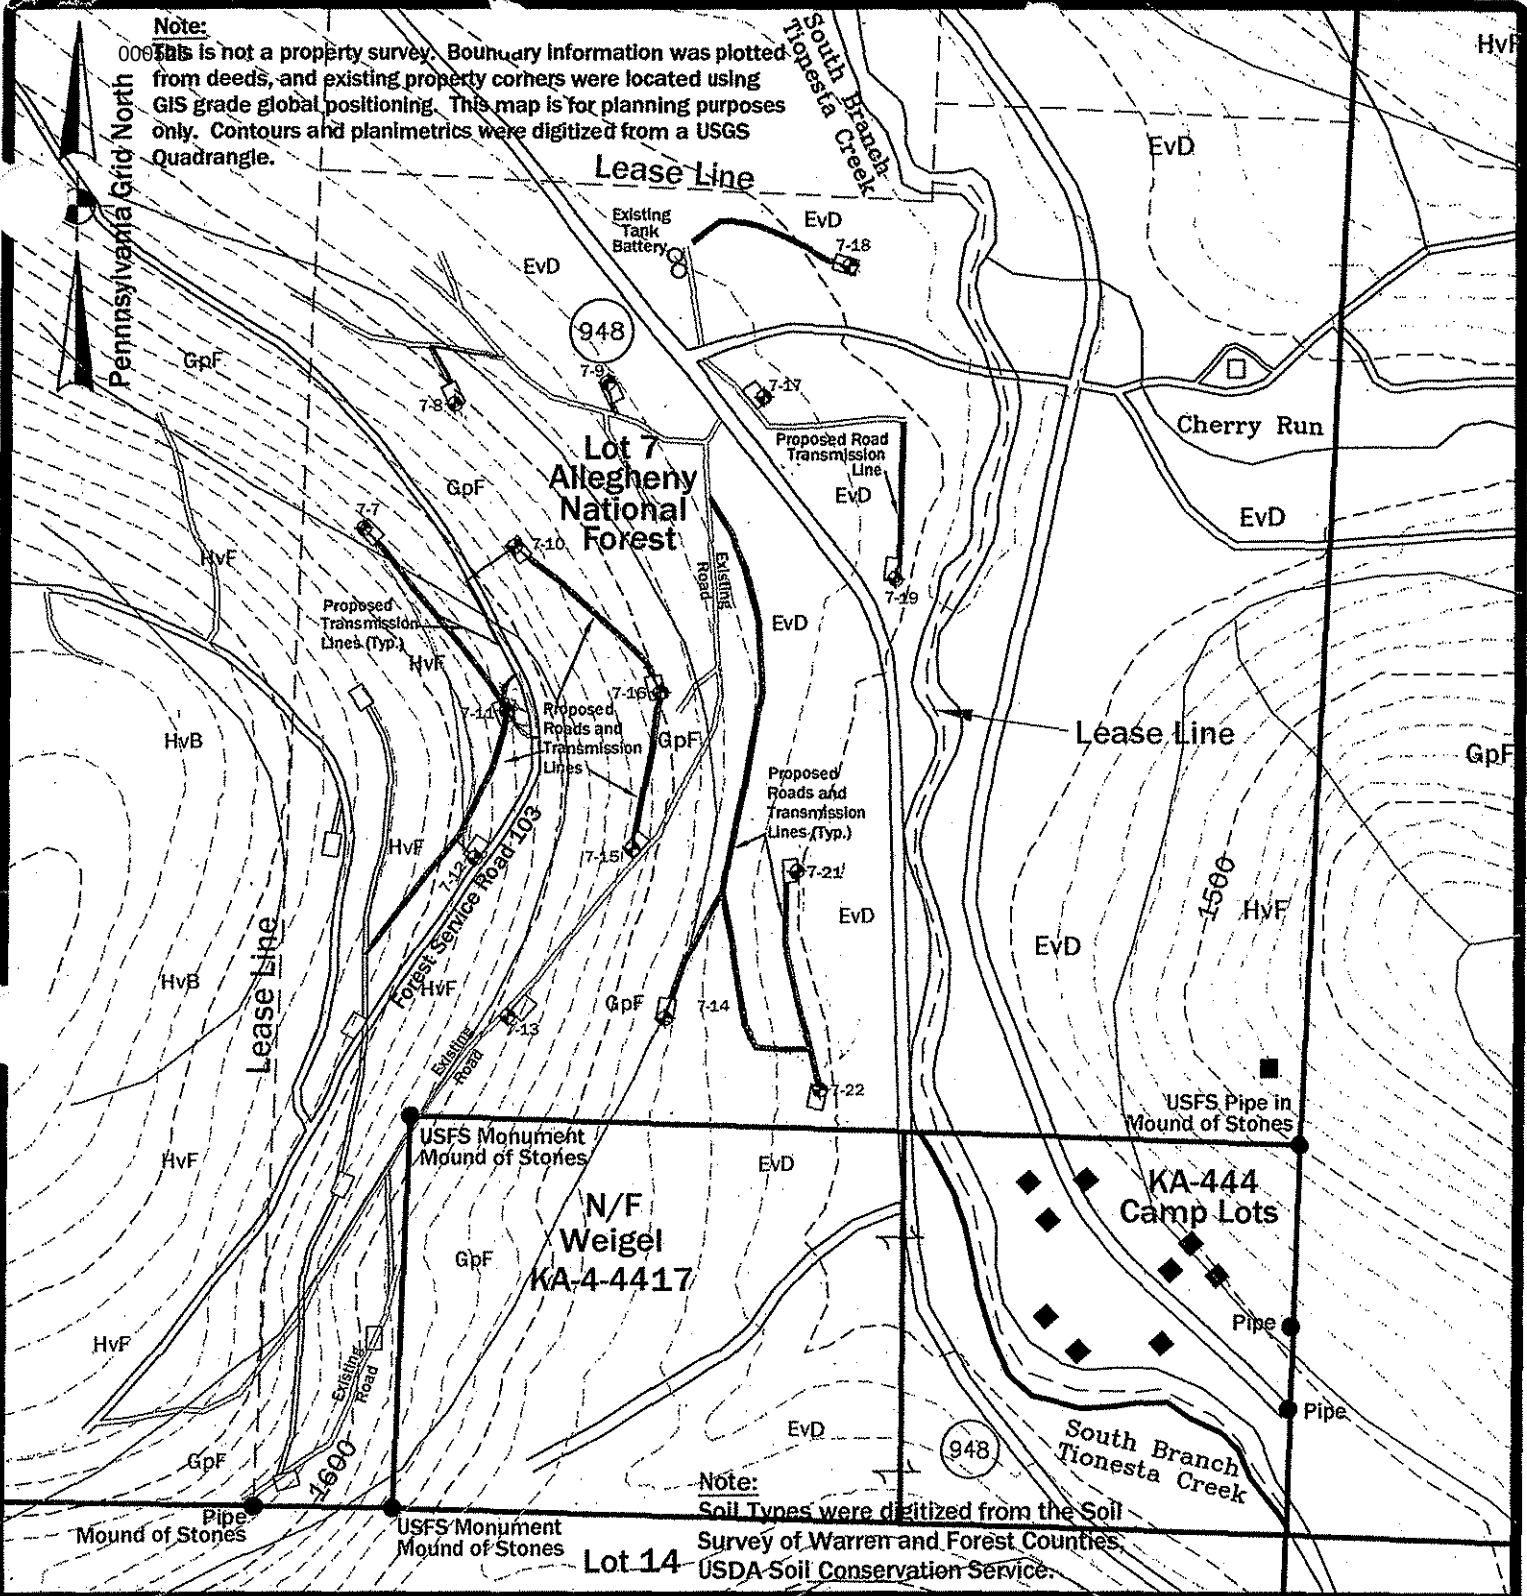 Note:
This is not a property survey. Boundary information was plotted
from deeds, and existing property corners were located using
GIS grade global positioning. This map is for planning purposes
only. Contours and planimetrics were digitized from a USGS
Quadrangle.
Pennsylvania Grid North
South Branch
Tionesta Creek
HvF
EvD
Lease Line
Existing
Tank
Battery
EvD
7-18
EvD
948
GpF
7-9
7-8
7-17
Cherry Run
Lot 7
Allegheny
National
Forest
Proposed Road
Transmission
Line
GpF
EvD
7-7
EvD
7-10
HvF
Existing
Road
7-19
Proposed
Transmission
Lines (Typ.)
EvD
HvF
7-16
7-11
Proposed
Roads and
Transmission
Lines
GpF
Lease Line
HvB
GpF
Proposed
Roads and
Transmission
Lines (Typ.)
HvF
7-12
Forest Service Road 103
7-15
7-21
1500
HvF
EvD
EvD
Lease Line
HvB
HvF
GpF
7-14
7-13
Existing
Road
7-22
USFS Pipe in
Mound of Stones
USFS Monument
Mound of Stones
HvF
EvD
KA-444
Camp Lots
N/F
Weigel
KA-4-4417
GpF
Pipe
HvF
Existing
Road
Pipe
EvD
948
South Branch
Tionesta Creek
GpF
1600
Pipe
Mound of Stones
USFS Monument
Mound of Stones
Lot 14
Note:
Soil Types were digitized from the Soil
Survey of Warren and Forest Counties,
USDA Soil Conservation Service.